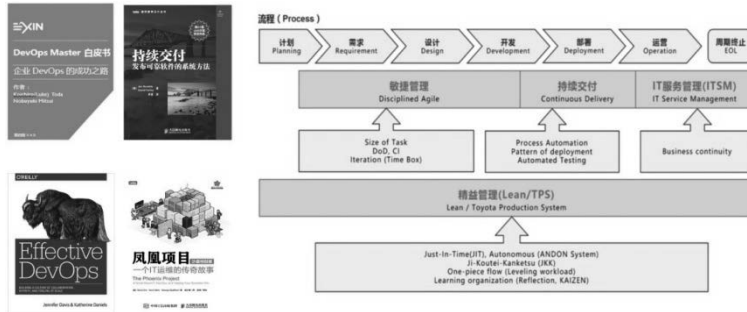 EXIN
DevOps Master 白皮书
企业 DevOps 的成功之路
作者：
Nobuyuki Mitsui
持续交付
发布可靠软件的系统方法
O'REILLY
Effective
DevOps
Jennifer Davis & Katherine Daniels
凤凰项目
一个IT运维的传奇故事
The Phoenix Project
流程（Process）
计划
Planning
需求
Requirement
设计
Design
开发
Development
部署
Deployment
运营
Operation
周期终止
EOL
敏捷管理
Disciplined Agile
持续交付
Continuous Delivery
IT服务管理(ITSM)
IT Service Management
Size of Task
DoD, CI
Iteration (Time Box)
Process Automation
Pattern of deployment
Automated Testing
Business continuity
精益管理(Lean/TPS)
Lean / Toyota Production System
Just-In-Time(JIT), Autonomous (ANDON System)
Ji-Koutei-Kanketsu (JKK)
One-piece flow (Leveling workload)
Learning organization (Reflection, KAIZEN)